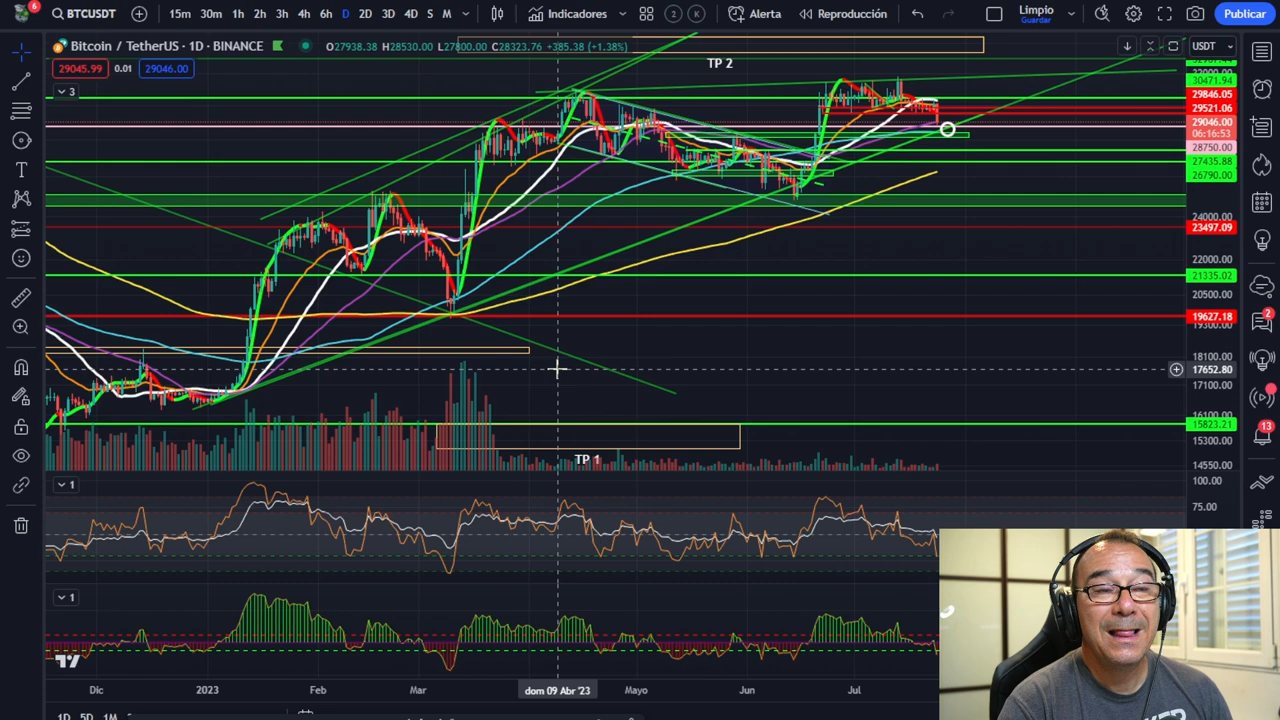 6
BTCUSDT
15m 30m 1h 2h 3h 4h 6h D 2D 3D 4D S M
Indicadores
2 K
Alerta
Reproducción
Limpio
Guardar
Publicar
Bitcoin / TetherUS · 1D · BINANCE
O27938.38 H28530.00 L27800.00 C28323.76 +385.38 (+1.38%)
USDT
29045.99 0.01 29046.00
3
TP 2
30471.94
29846.05
29521.06
29046.00
06:16:53
28750.00
27435.88
26790.00
24000.00
23497.09
22000.00
21335.02
20500.00
19627.18
19300.00
18100.00
17652.80
17100.00
16100.00
15823.21
15300.00
14550.00
TP 1
1
100.00
75.00
1
2
13
Dic 2023 Feb Mar dom 09 Abr '23 Mayo Jun Jul
1D 5D 1M